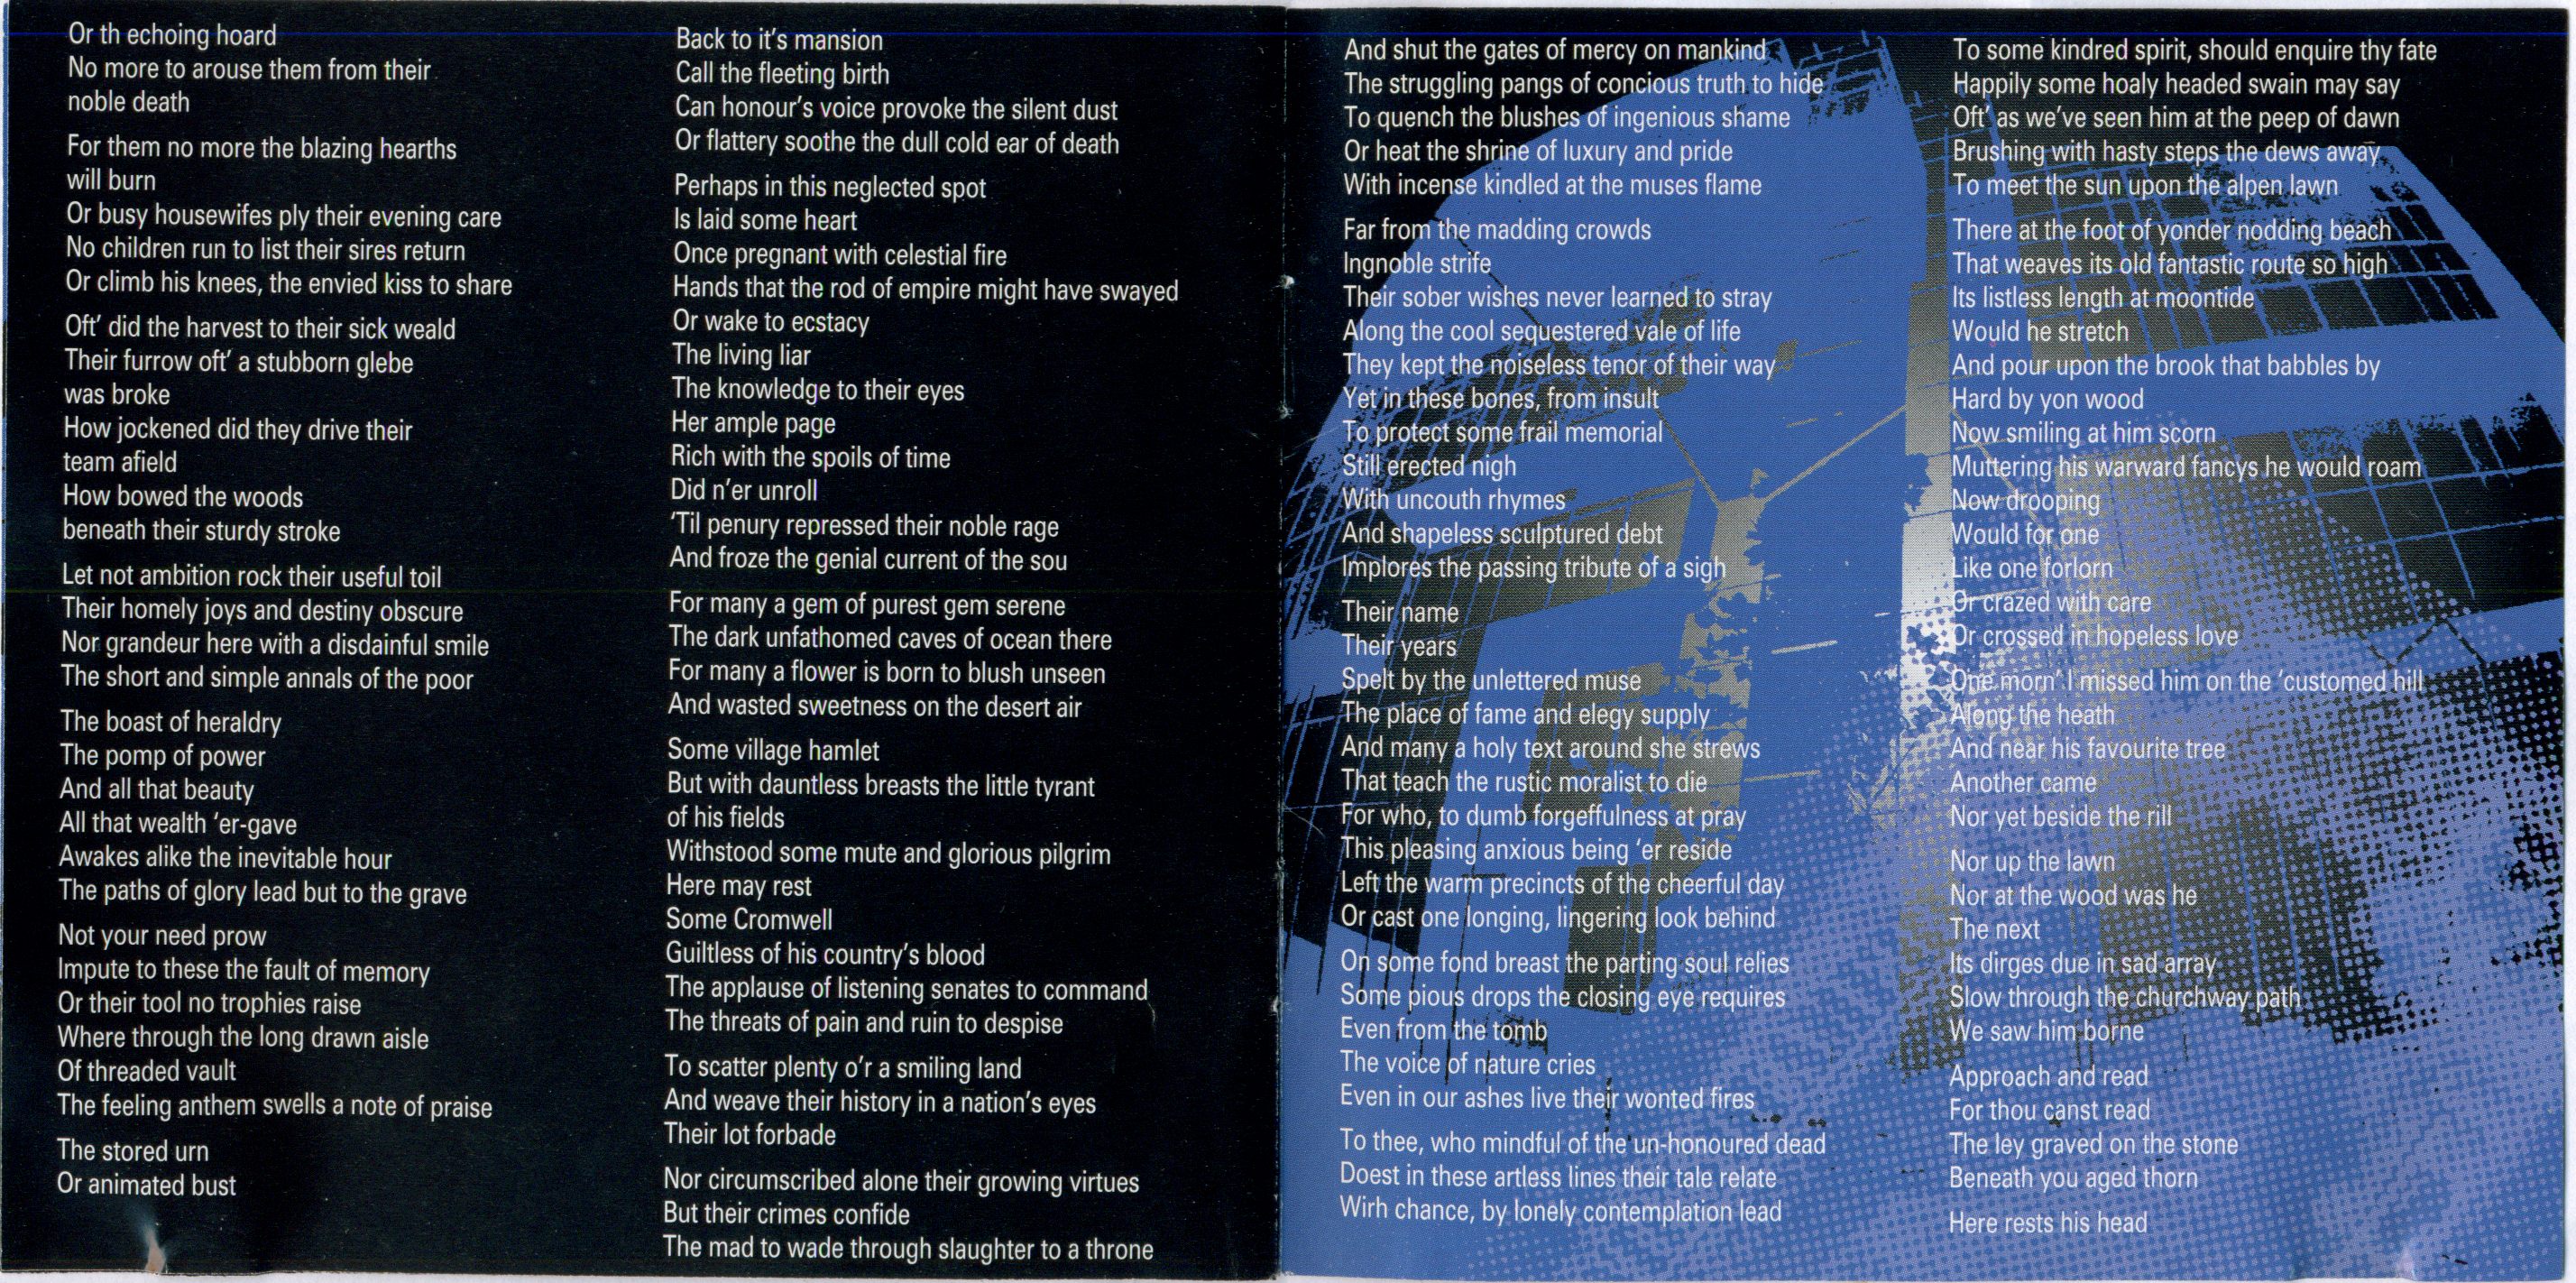 Or th echoing hoard
No more to arouse them from their
noble death
For them no more the blazing hearths
will burn
Or busy housewifes ply their evening care
No children run to list their sires return
Or climb his knees, the envied kiss to share
Oft' did the harvest to their sick weald
Their furrow oft' a stubborn glebe
was broke
How jockened did they drive their
team afield
How bowed the woods
beneath their sturdy stroke
Let not ambition rock their useful toil
Their homely joys and destiny obscure
Nor grandeur here with a disdainful smile
The short and simple annals of the poor
The boast of heraldry
The pomp of power
And all that beauty
All that wealth 'er-gave
Awakes alike the inevitable hour
The paths of glory lead but to the grave
Not your need prow
Impute to these the fault of memory
Or their tool no trophies raise
Where through the long drawn aisle
Of threaded vault
The feeling anthem swells a note of praise
The stored urn
Or animated bust
Back to it's mansion
Call the fleeting birth
Can honour's voice provoke the silent dust
Or flattery soothe the dull cold ear of death
Perhaps in this neglected spot
Is laid some heart
Once pregnant with celestial fire
Hands that the rod of empire might have swayed
Or wake to ecstacy
The living liar
The knowledge to their eyes
Her ample page
Rich with the spoils of time
Did n'er unroll
'Til penury repressed their noble rage
And froze the genial current of the sou
For many a gem of purest gem serene
The dark unfathomed caves of ocean there
For many a flower is born to blush unseen
And wasted sweetness on the desert air
Some village hamlet
But with dauntless breasts the little tyrant
of his fields
Withstood some mute and glorious pilgrim
Here may rest
Some Cromwell
Guiltless of his country's blood
The applause of listening senates to command
The threats of pain and ruin to despise
To scatter plenty o'r a smiling land
And weave their history in a nation's eyes
Their lot forbade
Nor circumscribed alone their growing virtues
But their crimes confide
The mad to wade through slaughter to a throne
And shut the gates of mercy on mankind
The struggling pangs of concious truth to hide
To quench the blushes of ingenious shame
Or heat the shrine of luxury and pride
With incense kindled at the muses flame
Far from the madding crowds
Ingnoble strife
Their sober wishes never learned to stray
Along the cool sequestered vale of life
They kept the noiseless tenor of their way
Yet in these bones, from insult
To protect some frail memorial
Still erected nigh
With uncouth rhymes
And shapeless sculptured debt
Implores the passing tribute of a sigh
Their name
Their years
Spelt by the unlettered muse
The place of fame and elegy supply
And many a holy text around she strews
That teach the rustic moralist to die
For who, to dumb forgeffulness at pray
This pleasing anxious being 'er reside
Left the warm precincts of the cheerful day
Or cast one longing, lingering look behind
On some fond breast the parting soul relies
Some pious drops the closing eye requires
Even from the tomb
The voice of nature cries
Even in our ashes live their wonted fires
To thee, who mindful of the un-honoured dead
Doest in these artless lines their tale relate
Wirh chance, by lonely contemplation lead
To some kindred spirit, should enquire thy fate
Happily some hoaly headed swain may say
Oft' as we've seen him at the peep of dawn
Brushing with hasty steps the dews away
To meet the sun upon the alpen lawn
There at the foot of yonder nodding beach
That weaves its old fantastic route so high
Its listless length at moontide
Would he stretch
And pour upon the brook that babbles by
Hard by yon wood
Now smiling at him scorn
Muttering his warward fancys he would roam
Now drooping
Would for one
Like one forlorn
Or crazed with care
Or crossed in hopeless love
One morn' I missed him on the 'customed hill
Along the heath
And near his favourite tree
Another came
Nor yet beside the rill
Nor up the lawn
Nor at the wood was he
The next
Its dirges due in sad array
Slow through the churchway path
We saw him borne
Approach and read
For thou canst read
The ley graved on the stone
Beneath you aged thorn
Here rests his head